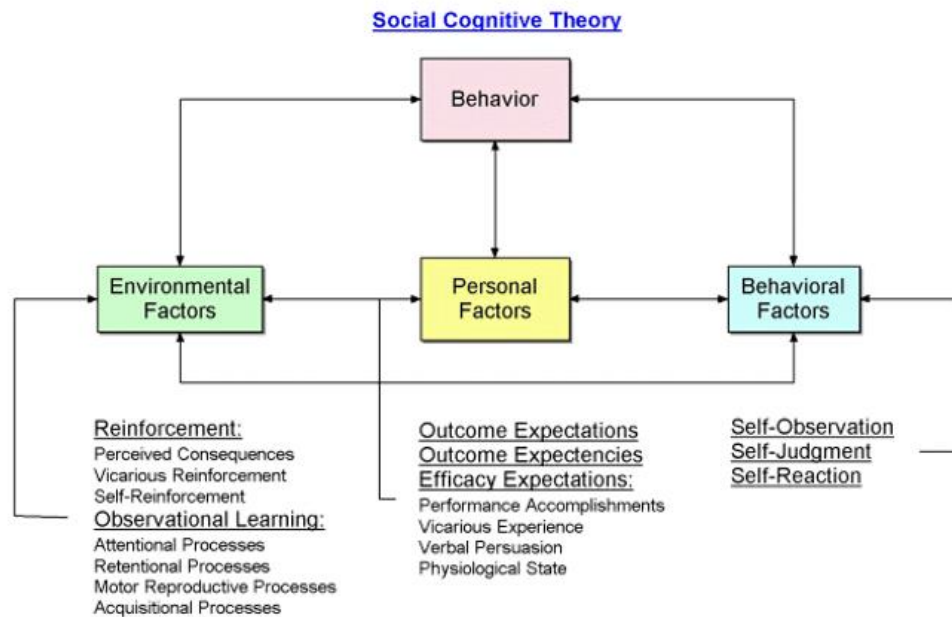 Social Cognitive Theory
Behavior
Environmental
Factors
Personal
Factors
Behavioral
Factors
Reinforcement:
Perceived Consequences
Vicarious Reinforcement
Self-Reinforcement
Observational Learning:
Attentional Processes
Retentional Processes
Motor Reproductive Processes
Acquisitional Processes
Outcome Expectations
Outcome Expectencies
Efficacy Expectations:
Performance Accomplishments
Vicarious Experience
Verbal Persuasion
Physiological State
Self-Observation
Self-Judgment
Self-Reaction